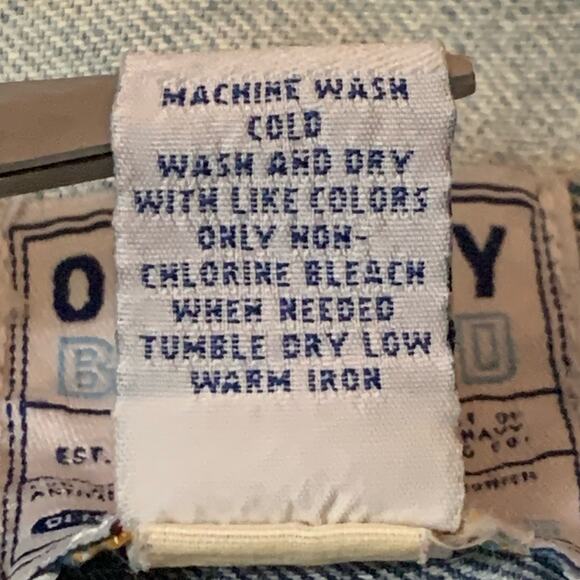 MACHINE WASH
COLD
WASH AND DRY
WITH LIKE COLORS
ONLY NON-
CHLORINE BLEACH
WHEN NEEDED
TUMBLE DRY LOW
WARM IRON
O
Y
B
D
EST.